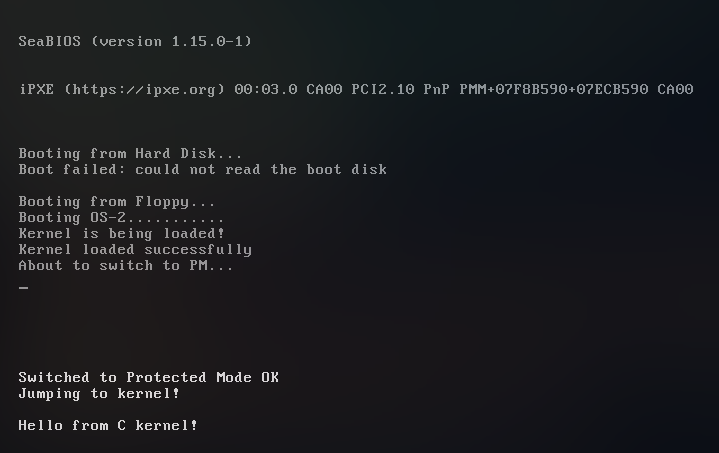 SeaBIOS (version 1.15.0-1)
iPXE (https://ipxe.org) 00:03.0 CA00 PCI2.10 PnP PMM+07F8B590+07ECB590 CA00
Booting from Hard Disk...
Boot failed: could not read the boot disk
Booting from Floppy...
Booting OS-2...........
Kernel is being loaded!
Kernel loaded successfully
About to switch to PM...
_
Switched to Protected Mode OK
Jumping to kernel!
Hello from C kernel!